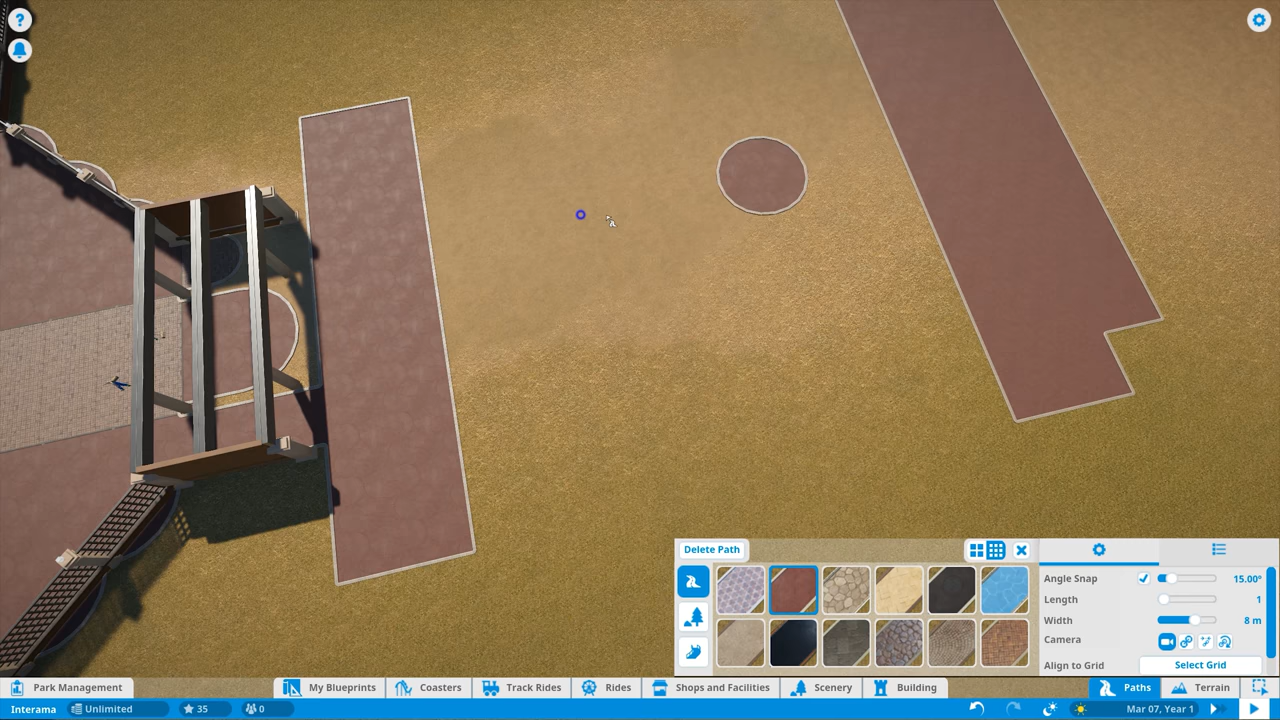 ?
Delete Path
Angle Snap 15.00°
Length 1
Width 8 m
Camera
Align to Grid Select Grid
Park Management My Blueprints Coasters Track Rides Rides Shops and Facilities Scenery Building Paths Terrain
Interama Unlimited 35 0 Mar 07, Year 1